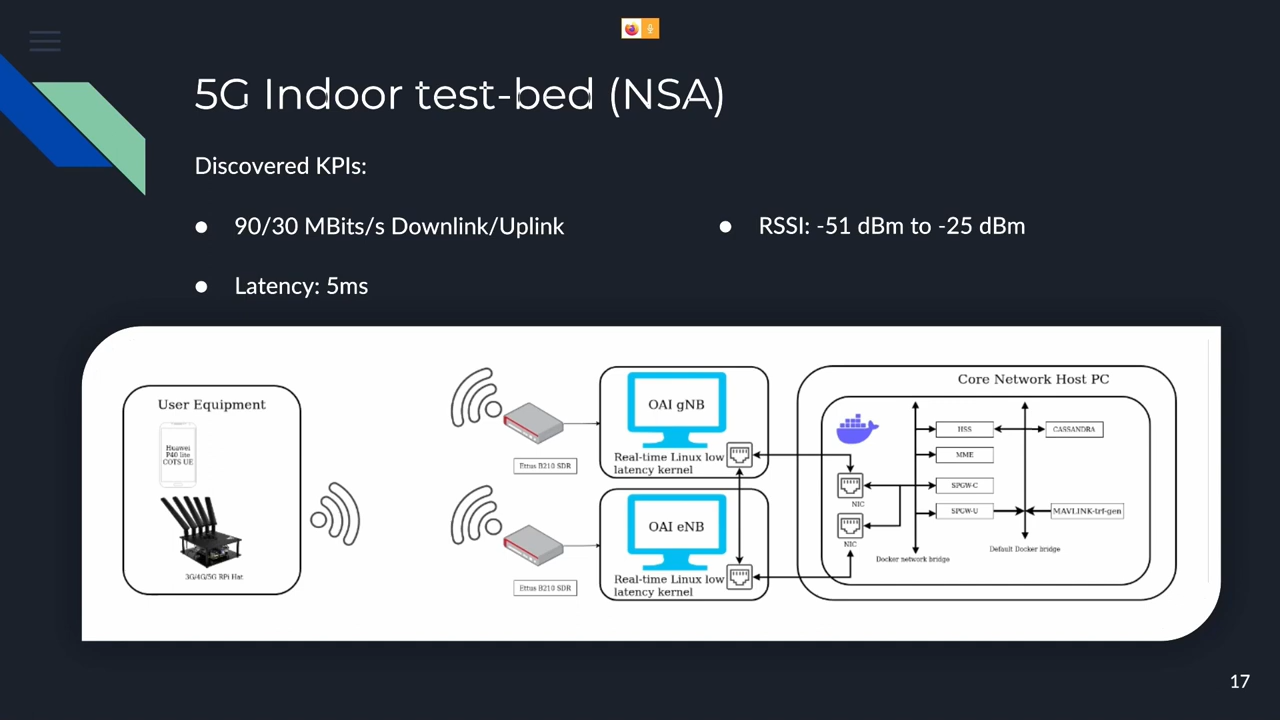 5G Indoor test-bed (NSA)
Discovered KPIs:
● 90/30 MBits/s Downlink/Uplink
● Latency: 5ms
● RSSI: -51 dBm to -25 dBm
User Equipment
Huawei
P40 lite
COTS UE
3G/4G/5G RPi Hat
Ettus B210 SDR
Ettus B210 SDR
OAI gNB
Real-time Linux low
latency kernel
OAI eNB
Real-time Linux low
latency kernel
Core Network Host PC
NIC
NIC
HSS
MME
SPGW-C
SPGW-U
Docker network bridge
CASSANDRA
MAVLINK-trf-gen
Default Docker bridge
17